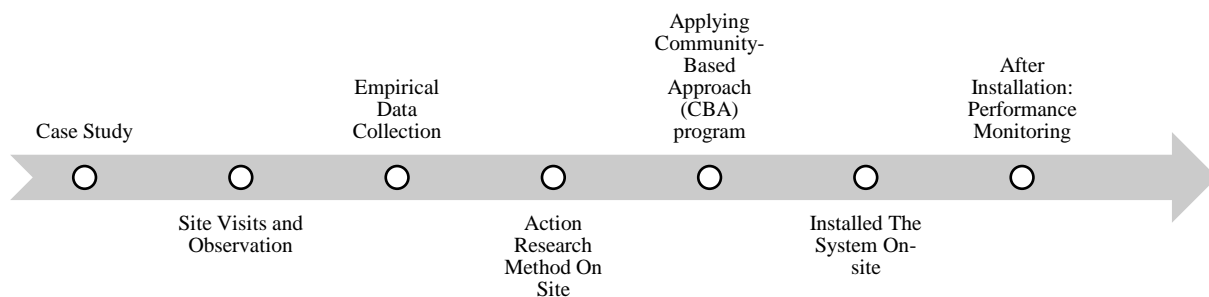 Case Study
Site Visits and
Observation
Empirical
Data
Collection
Action
Research
Method On
Site
Applying
Community-
Based
Approach
(CBA)
program
Installed The
System On-
site
After
Installation:
Performance
Monitoring